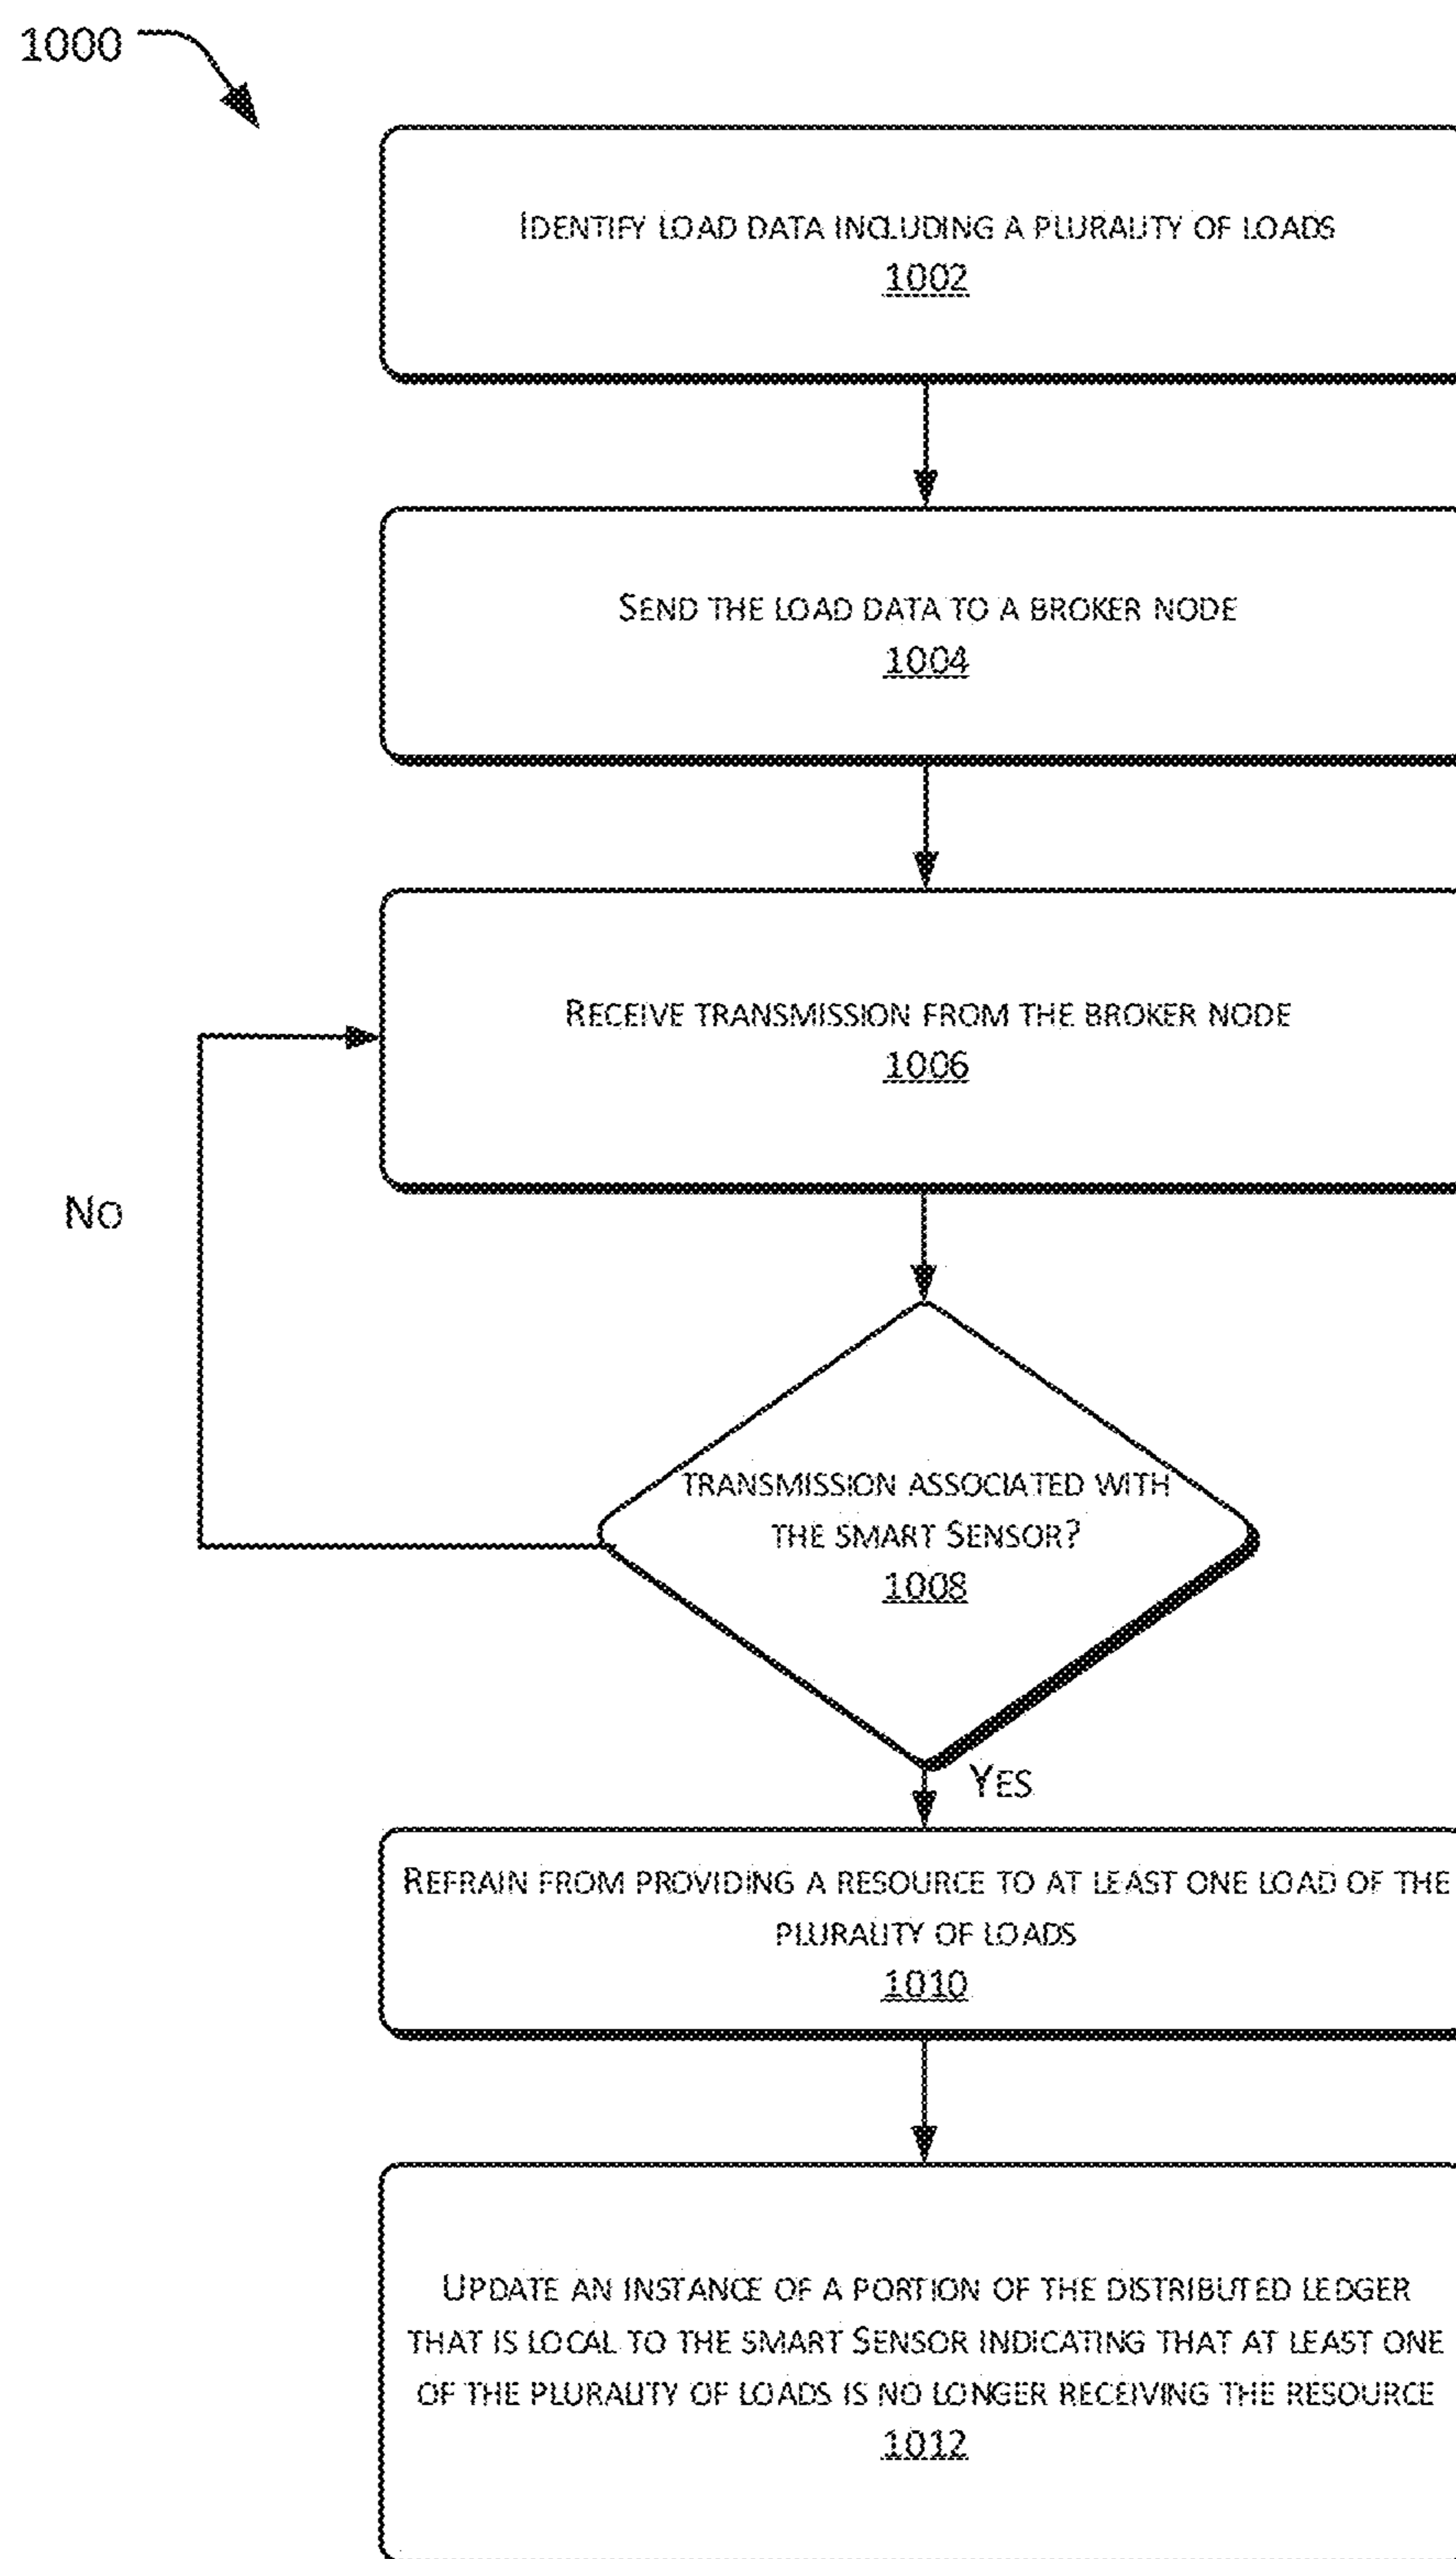 1000
IDENTIFY LOAD DATA INCLUDING A PLURALITY OF LOADS
1002
SEND THE LOAD DATA TO A BROKER NODE
1004
RECEIVE TRANSMISSION FROM THE BROKER NODE
1006
NO
TRANSMISSION ASSOCIATED WITH
THE SMART SENSOR?
1008
YES
REFRAIN FROM PROVIDING A RESOURCE TO AT LEAST ONE LOAD OF THE
PLURALITY OF LOADS
1010
UPDATE AN INSTANCE OF A PORTION OF THE DISTRIBUTED LEDGER
THAT IS LOCAL TO THE SMART SENSOR INDICATING THAT AT LEAST ONE
OF THE PLURALITY OF LOADS IS NO LONGER RECEIVING THE RESOURCE
1012